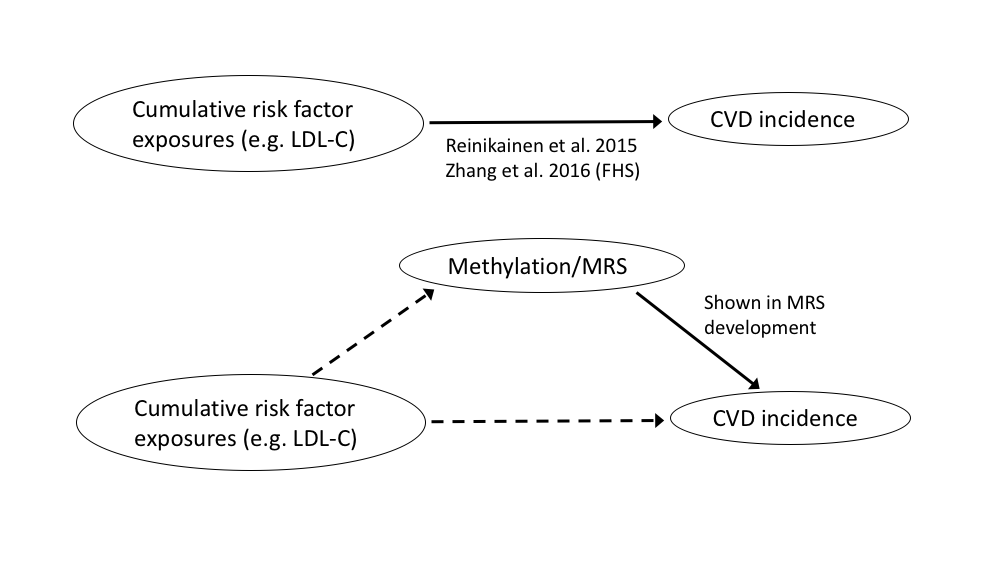 Cumulative risk factor
exposures (e.g. LDL-C)
CVD incidence
Reinikainen et al. 2015
Zhang et al. 2016 (FHS)
Methylation/MRS
Shown in MRS
development
Cumulative risk factor
exposures (e.g. LDL-C)
CVD incidence